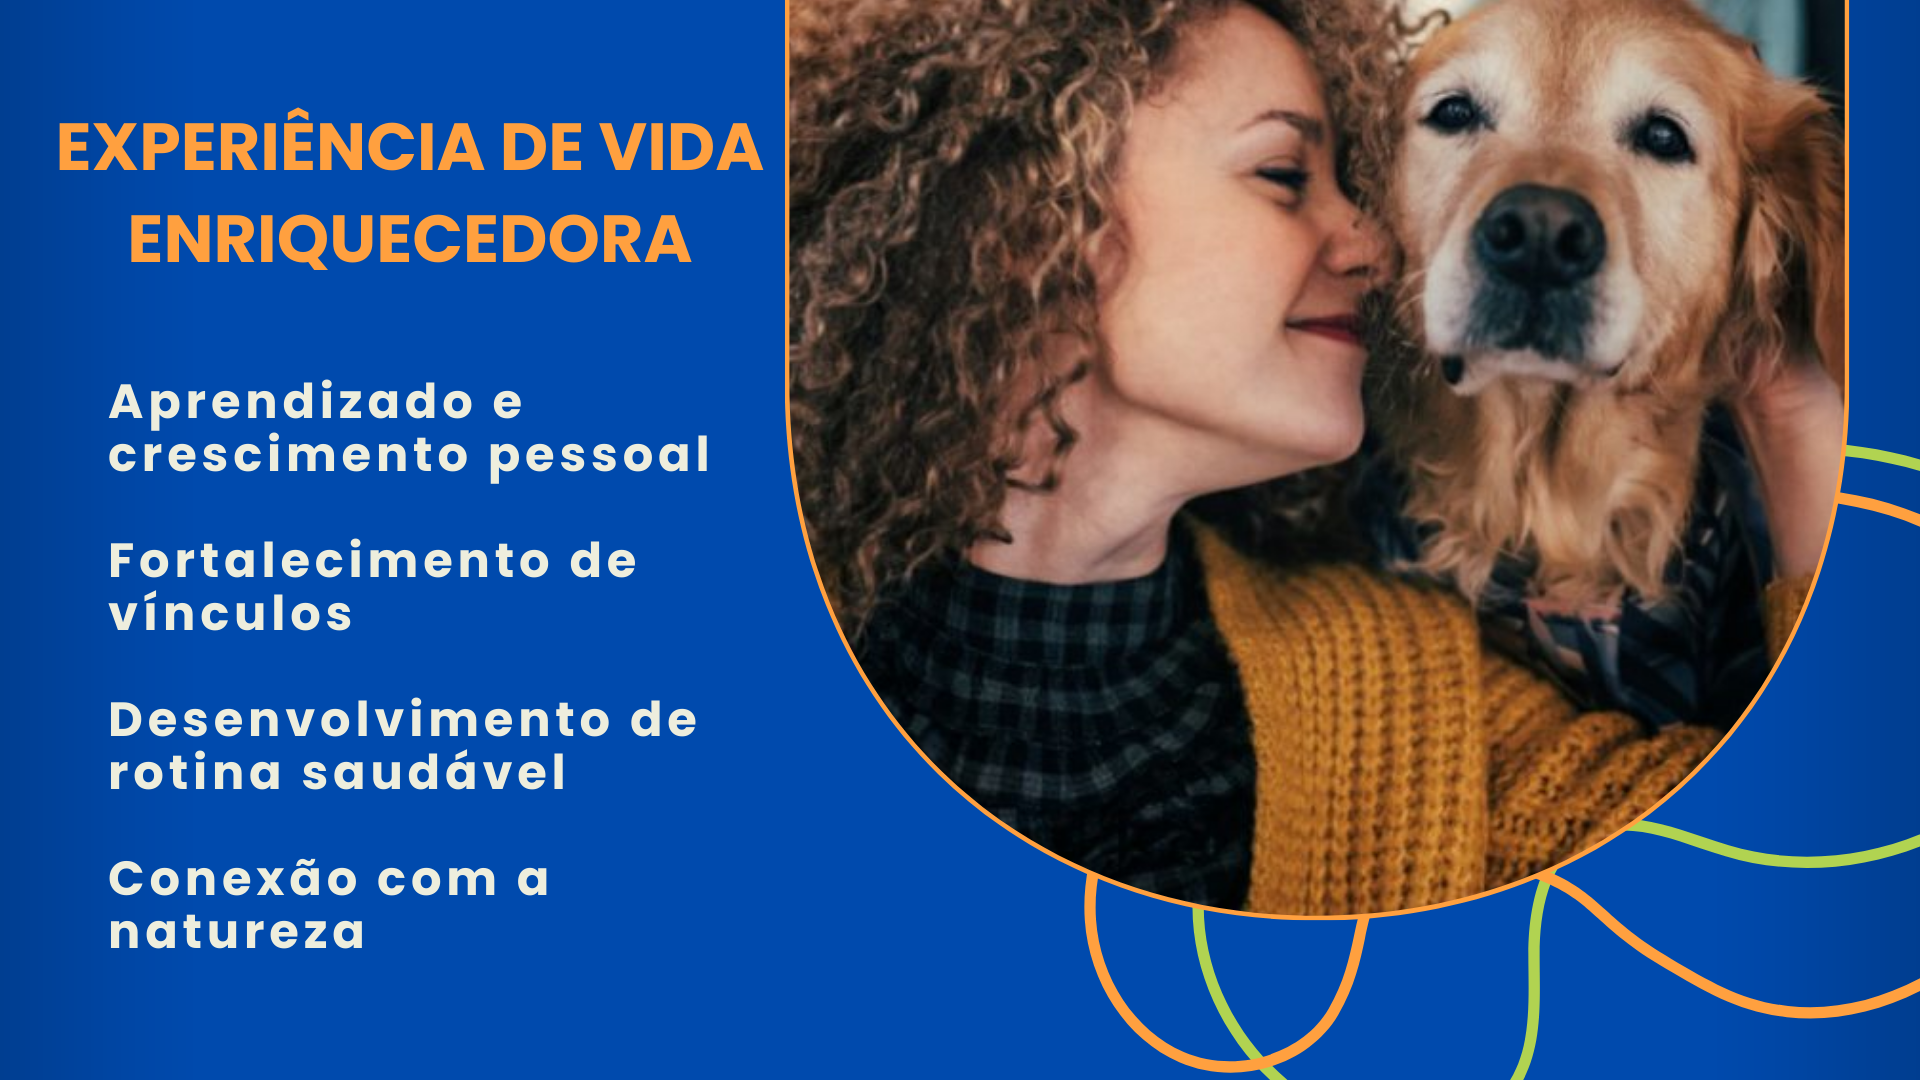 EXPERIÊNCIA DE VIDA
ENRIQUECEDORA
Aprendizado e
crescimento pessoal
Fortalecimento de
vínculos
Desenvolvimento de
rotina saudável
Conexão com a
natureza